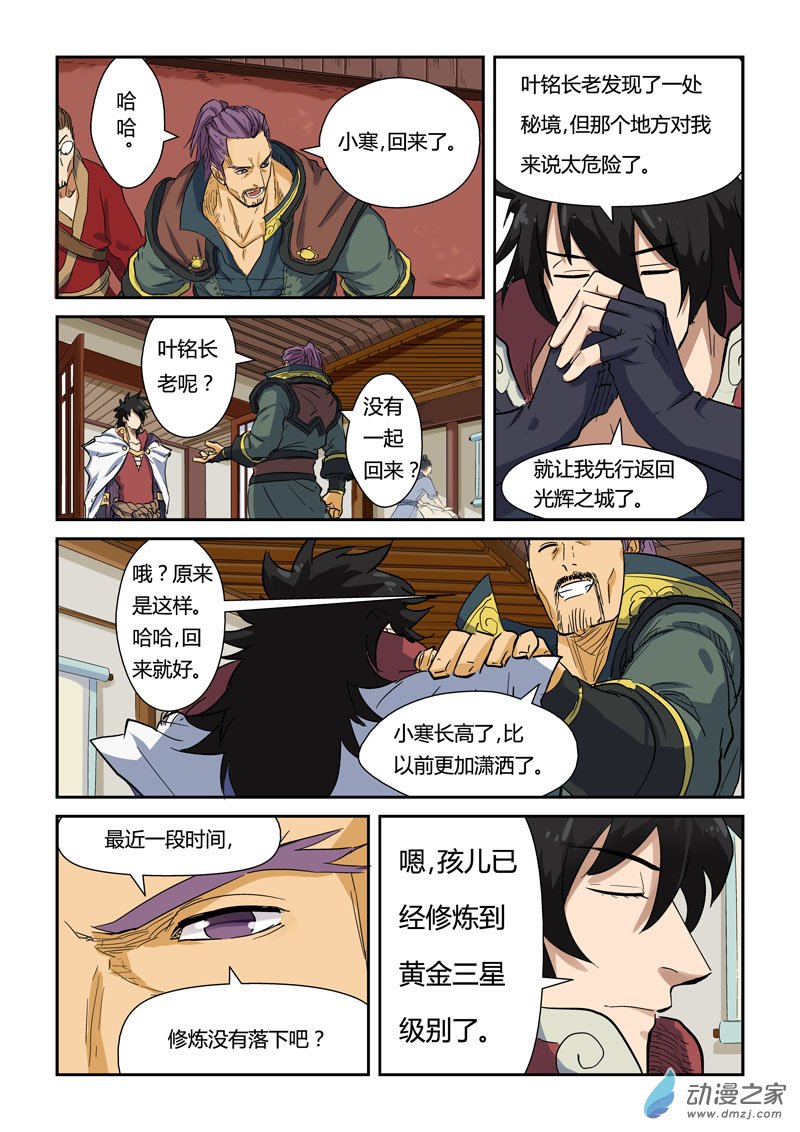 哈
哈。
小寒，回来了。
叶铭长
老呢？
没有
一起
回来？
叶铭长老发现了一处
秘境，但那个地方对我
来说太危险了。
就让我先行返回
光辉之城了。
哦？原来
是这样。
哈哈，回
来就好。
小寒长高了，比
以前更加潇洒了。
最近一段时间，
修炼没有落下吧？
嗯，孩儿已
经修炼到
黄金三星
级别了。
动漫之家
www.dmzj.com